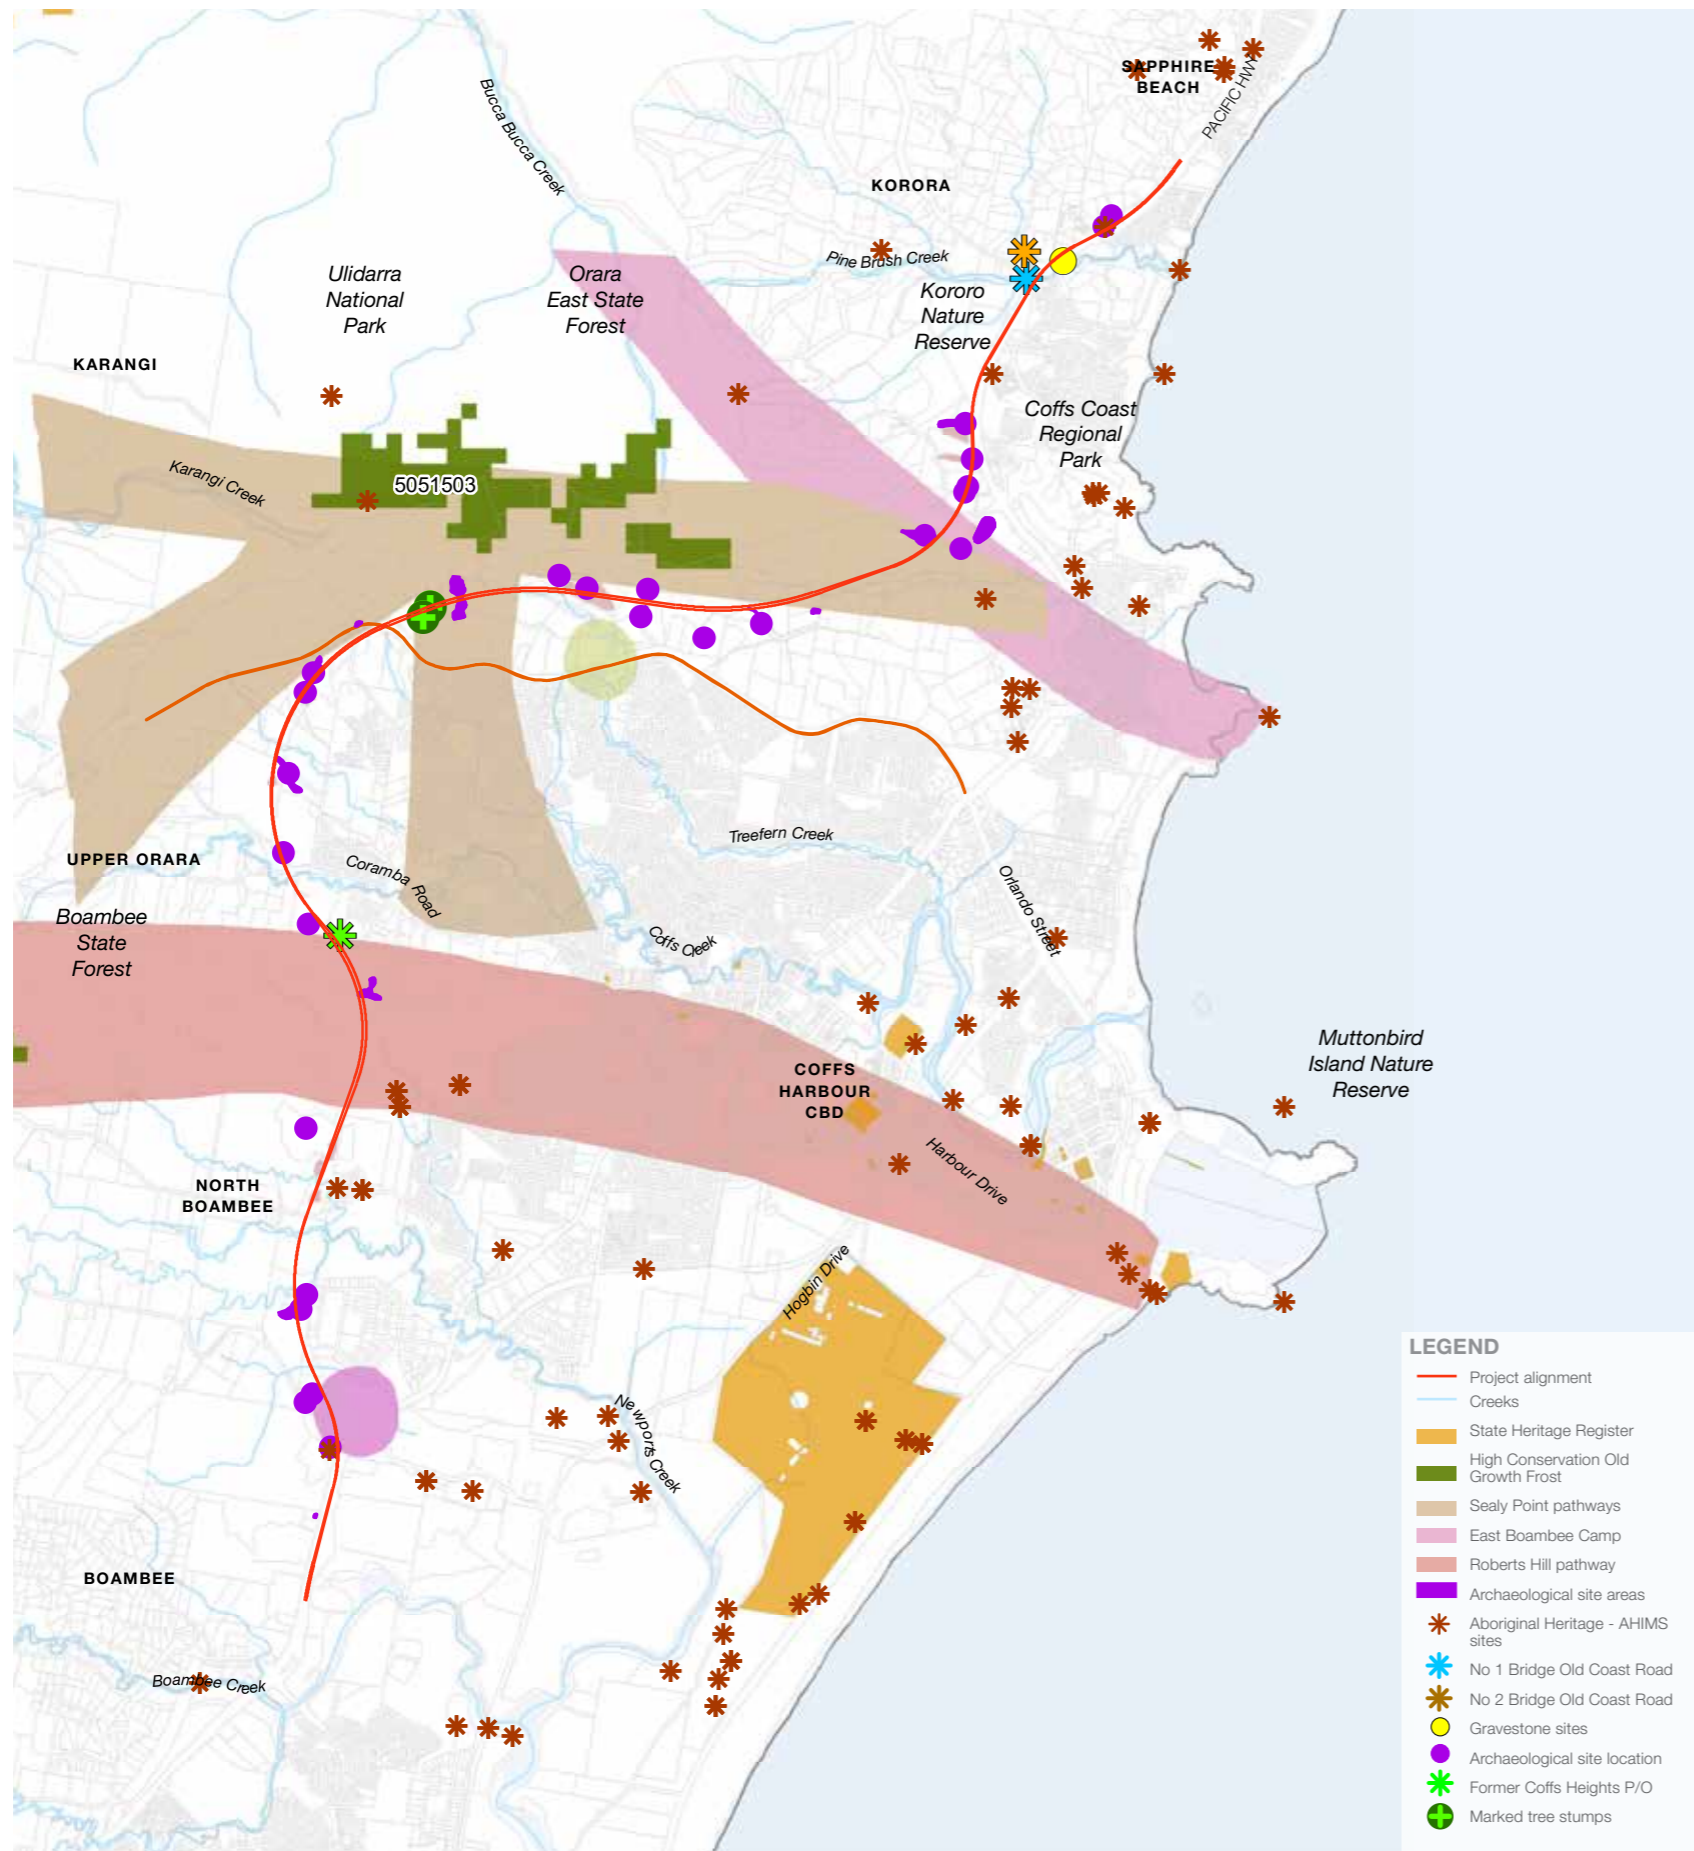 SAPPHIRE
BEACH
PACIFIC HWY
Bucca Bucca Creek
KORORA
Pine Brush Creek
Ulidarra
National
Park
Orara
East State
Forest
Kororo
Nature
Reserve
KARANGI
Coffs Coast
Regional
Park
Karangi Creek
5051503
Treefern Creek
UPPER ORARA
Coramba Road
Orlando Street
Boambee
State
Forest
Coffs Creek
Muttonbird
Island Nature
Reserve
COFFS
HARBOUR
CBD
Harbour Drive
NORTH
BOAMBEE
Hogbin Drive
Newports Creek
BOAMBEE
Boambee Creek
LEGEND
Project alignment
Creeks
State Heritage Register
High Conservation Old
Growth Frost
Sealy Point pathways
East Boambee Camp
Roberts Hill pathway
Archaeological site areas
Aboriginal Heritage - AHIMS
sites
No 1 Bridge Old Coast Road
No 2 Bridge Old Coast Road
Gravestone sites
Archaeological site location
Former Coffs Heights P/O
Marked tree stumps